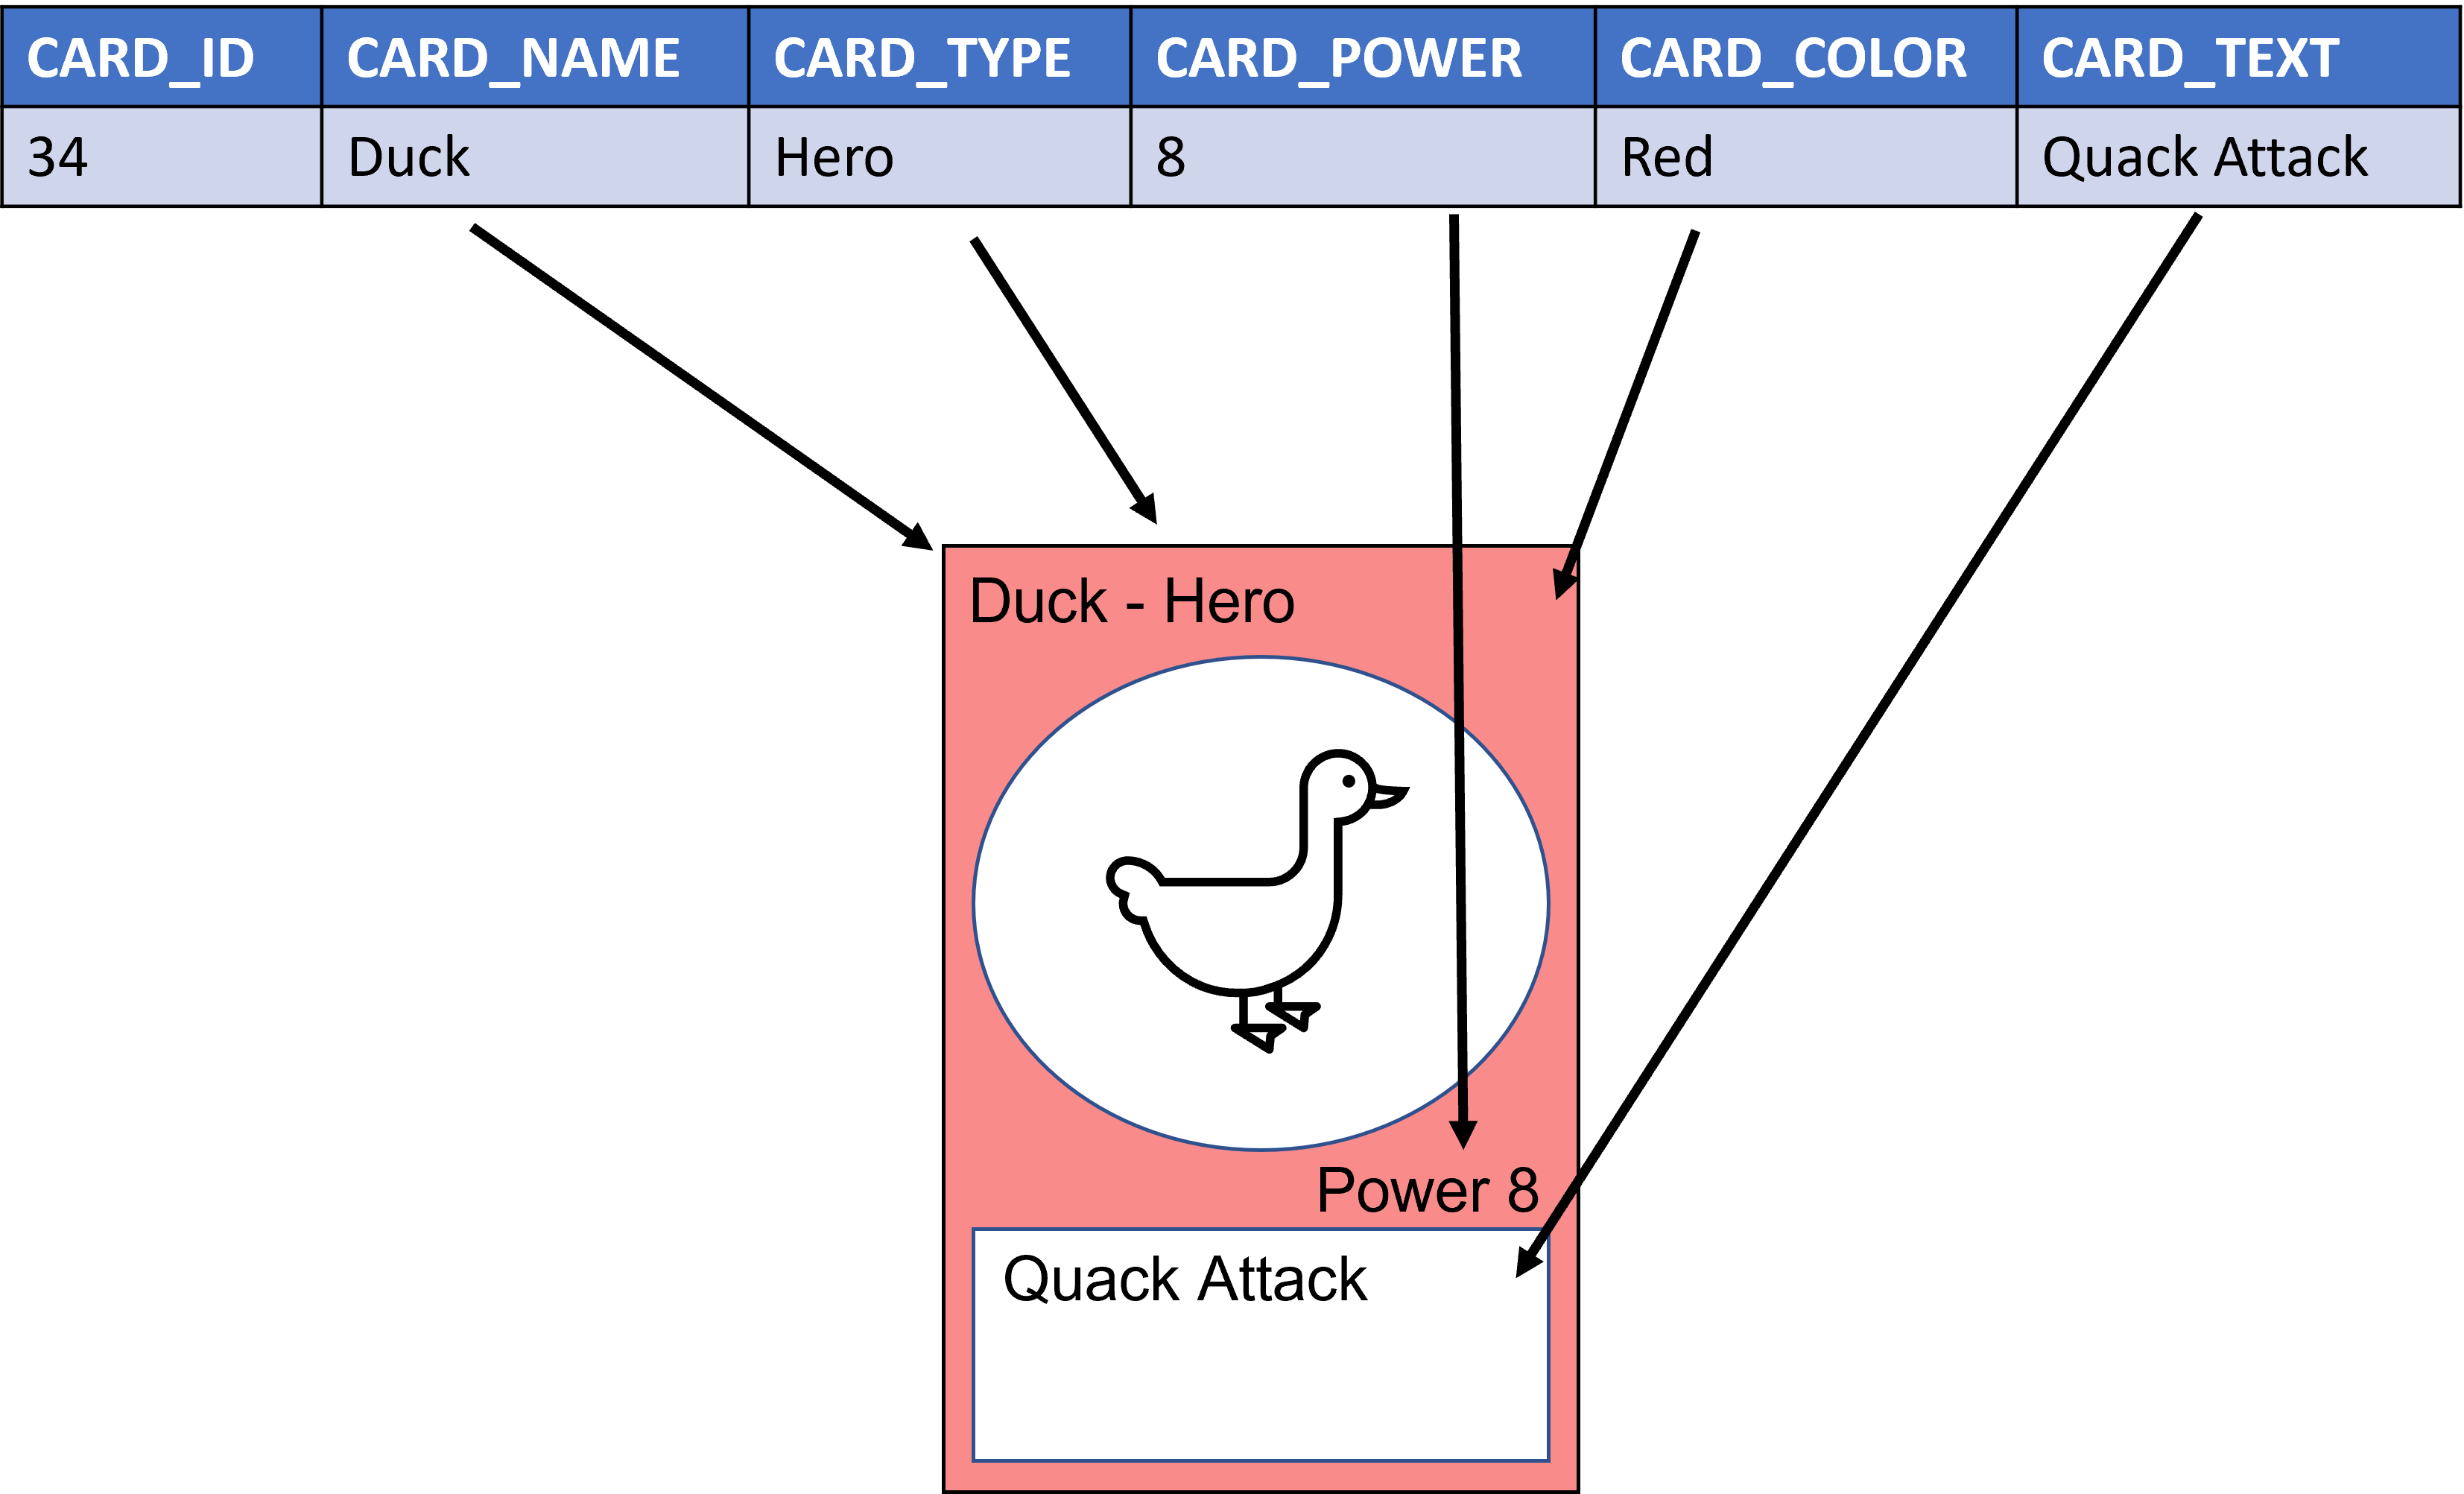 CARD_ID CARD_NAME CARD_TYPE CARD_POWER CARD_COLOR CARD_TEXT
34 Duck Hero 8 Red Quack Attack
Duck - Hero
Power 8
Quack Attack